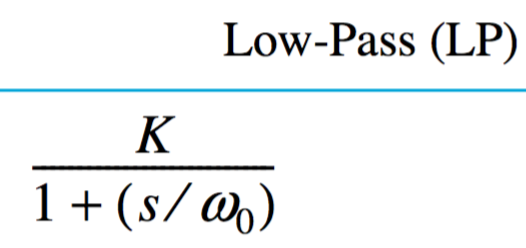 Low-Pass (LP)
K
1 + (s/ω₀)